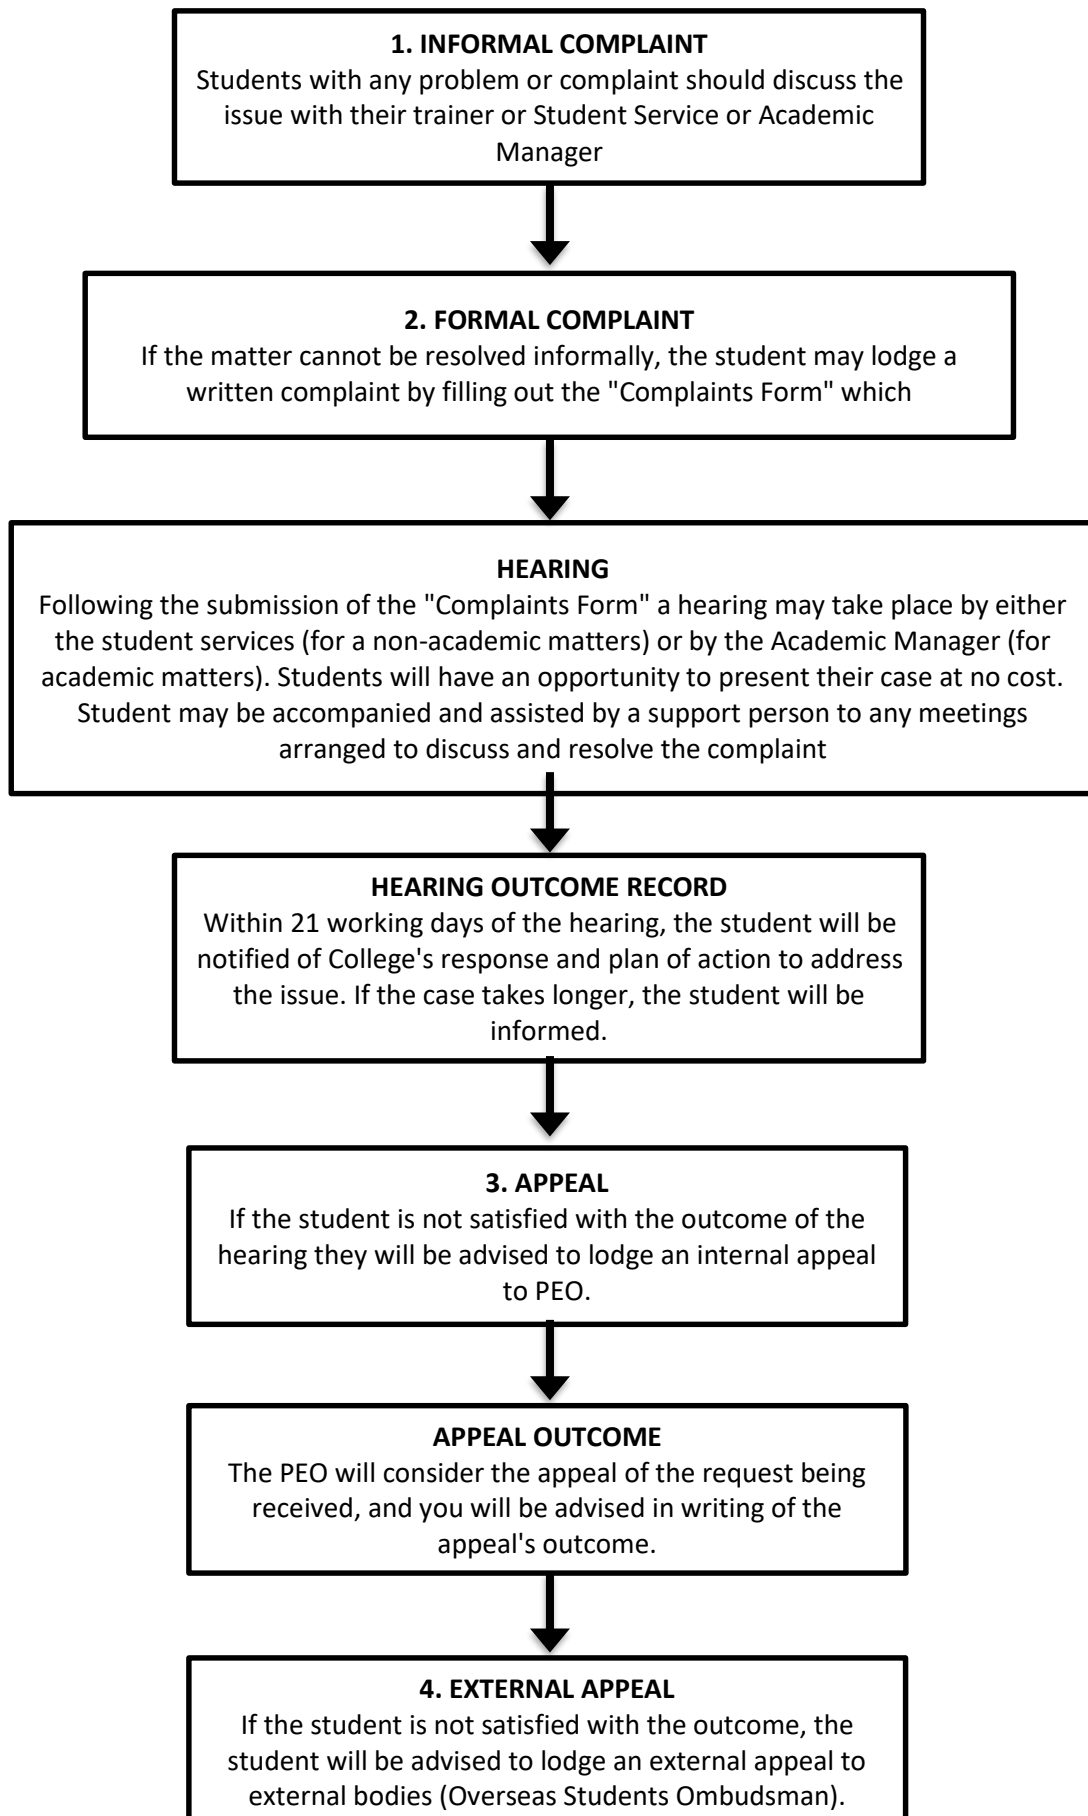 1. INFORMAL COMPLAINT
Students with any problem or complaint should discuss the
issue with their trainer or Student Service or Academic
Manager
2. FORMAL COMPLAINT
If the matter cannot be resolved informally, the student may lodge a
written complaint by filling out the "Complaints Form" which
HEARING
Following the submission of the "Complaints Form" a hearing may take place by either
the student services (for a non-academic matters) or by the Academic Manager (for
academic matters). Students will have an opportunity to present their case at no cost.
Student may be accompanied and assisted by a support person to any meetings
arranged to discuss and resolve the complaint
HEARING OUTCOME RECORD
Within 21 working days of the hearing, the student will be
notified of College's response and plan of action to address
the issue. If the case takes longer, the student will be
informed.
3. APPEAL
If the student is not satisfied with the outcome of the
hearing they will be advised to lodge an internal appeal
to PEO.
APPEAL OUTCOME
The PEO will consider the appeal of the request being
received, and you will be advised in writing of the
appeal's outcome.
4. EXTERNAL APPEAL
If the student is not satisfied with the outcome, the
student will be advised to lodge an external appeal to
external bodies (Overseas Students Ombudsman).